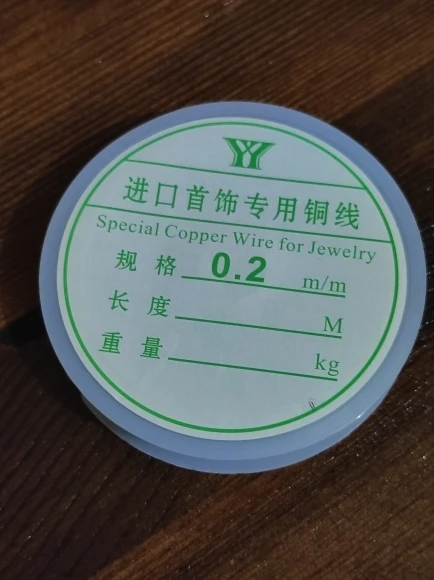 进口首饰专用铜线
Special Copper Wire for Jewelry
规 格 0.2 m/m
长 度 M
重 量 kg